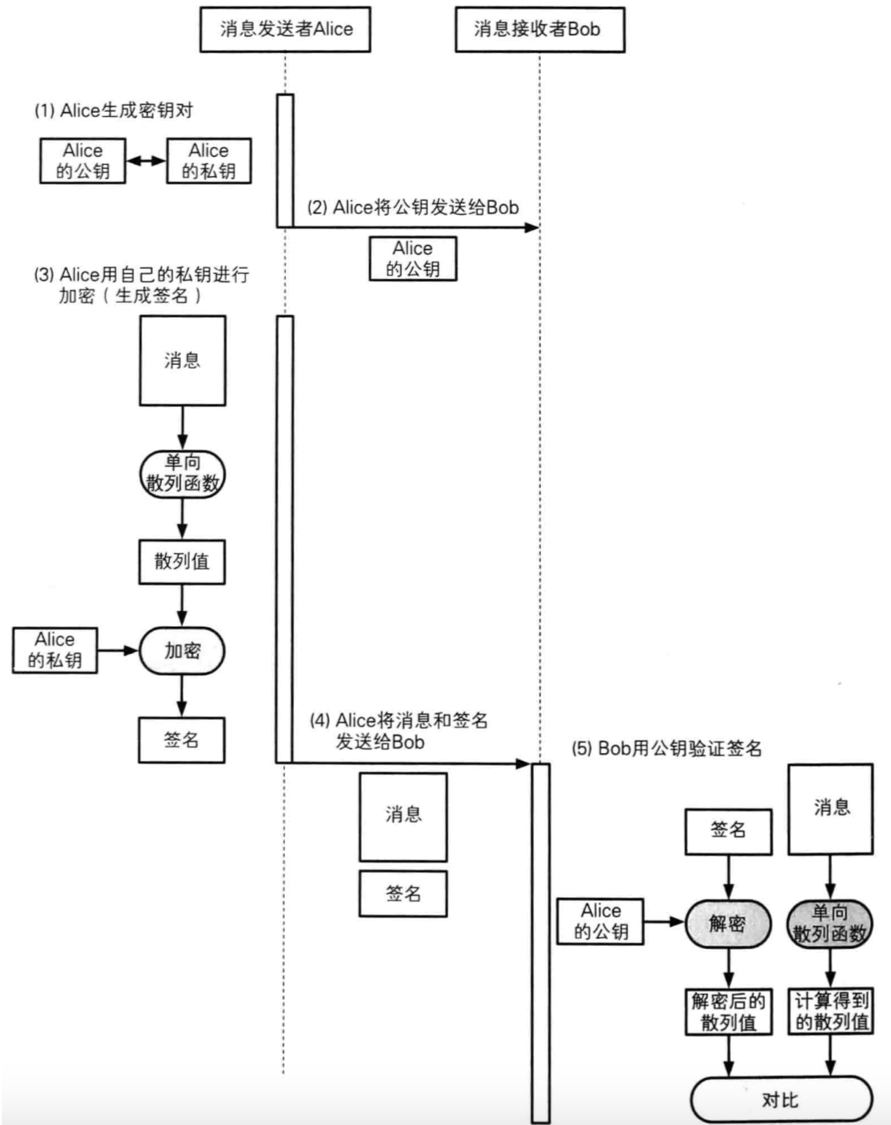 消息发送者Alice
消息接收者Bob
(1) Alice生成密钥对
Alice
的公钥
Alice
的私钥
(2) Alice将公钥发送给Bob
Alice
的公钥
(3) Alice用自己的私钥进行
加密（生成签名）
消息
单向
散列函数
散列值
Alice
的私钥
加密
签名
(4) Alice将消息和签名
发送给Bob
消息
签名
(5) Bob用公钥验证签名
签名
消息
Alice
的公钥
解密
单向
散列函数
解密后的
散列值
计算得到
的散列值
对比